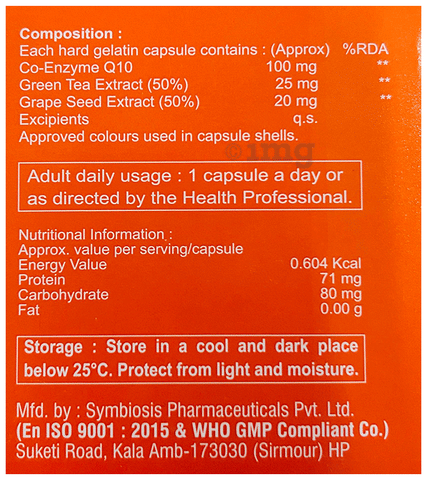 Composition :
Each hard gelatin capsule contains : (Approx) %RDA
Co-Enzyme Q10 100 mg **
Green Tea Extract (50%) 25 mg **
Grape Seed Extract (50%) 20 mg **
Excipients q.s.
Approved colours used in capsule shells.
1mg
Adult daily usage : 1 capsule a day or
as directed by the Health Professional.
Nutritional Information :
Approx. value per serving/capsule
Energy Value 0.604 Kcal
Protein 71 mg
Carbohydrate 80 mg
Fat 0.00 g
Storage : Store in a cool and dark place
below 25°C. Protect from light and moisture.
Mfd. by : Symbiosis Pharmaceuticals Pvt. Ltd.
(En ISO 9001 : 2015 & WHO GMP Compliant Co.)
Suketi Road, Kala Amb-173030 (Sirmour) HP